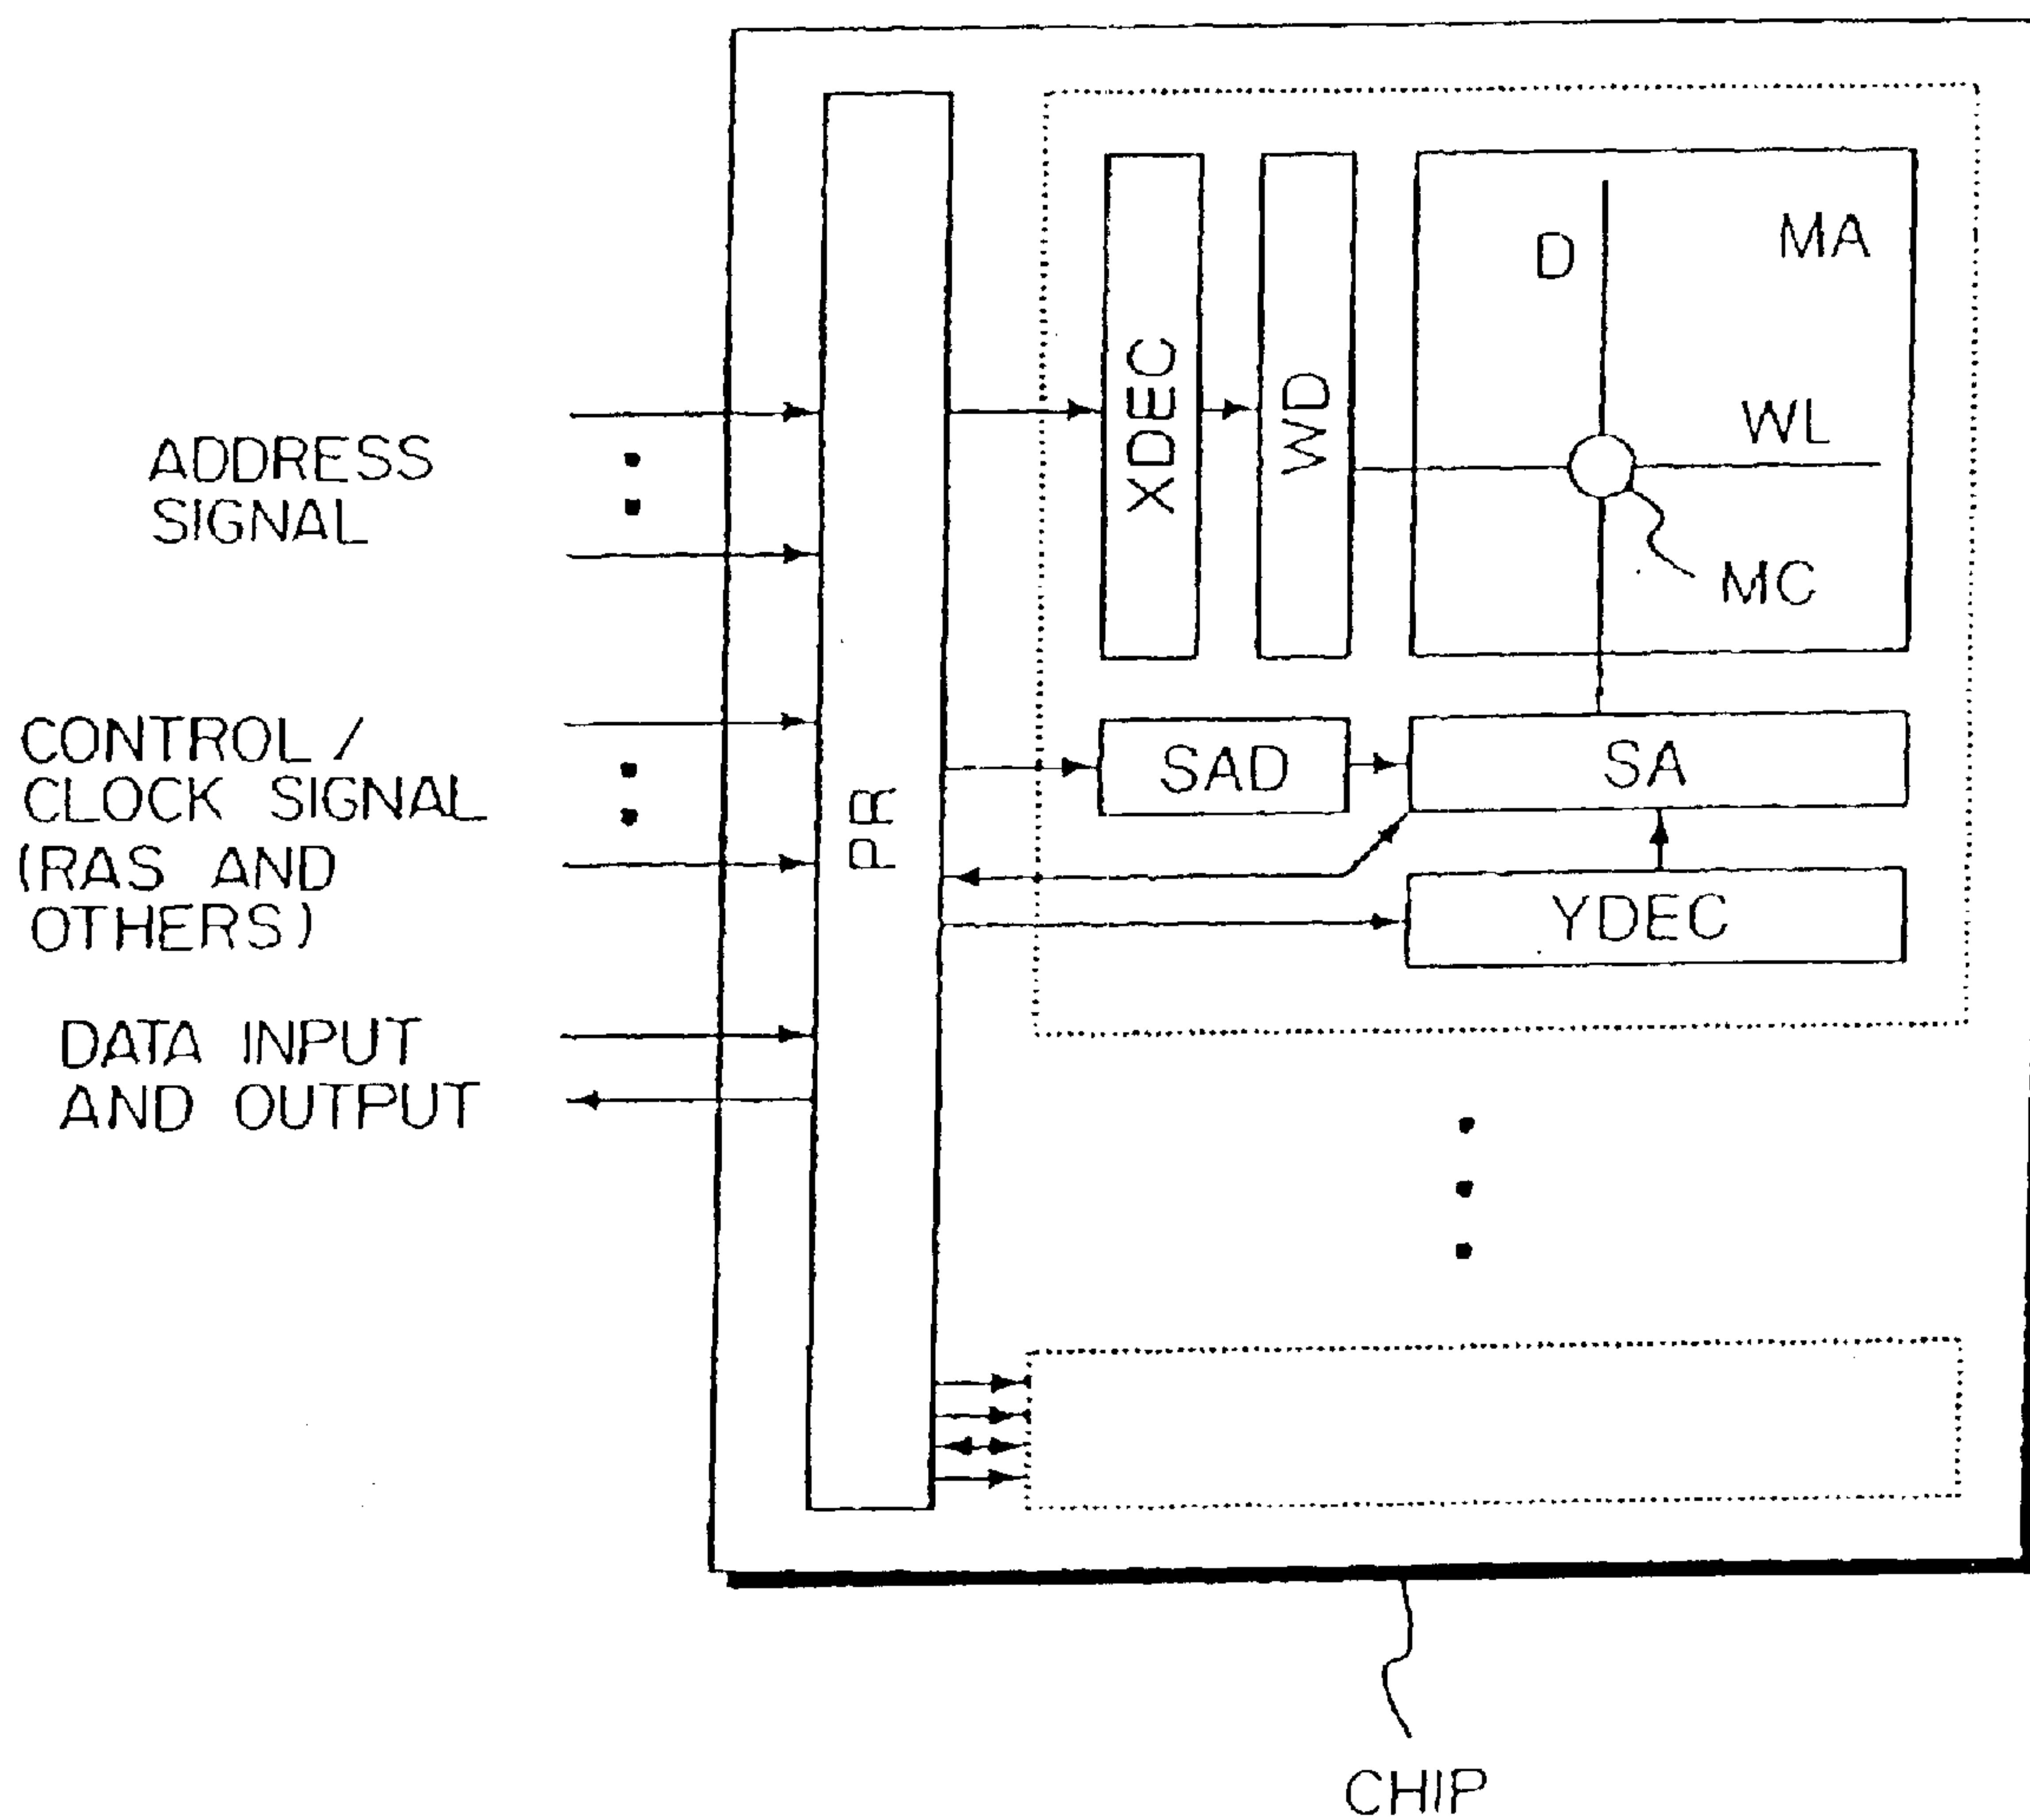 ADDRESS
SIGNAL
CONTROL /
CLOCK SIGNAL
(RAS AND
OTHERS)
DATA INPUT
AND OUTPUT
PR
XDEC
WD
D
MA
WL
MC
SAD
SA
YDEC
CHIP